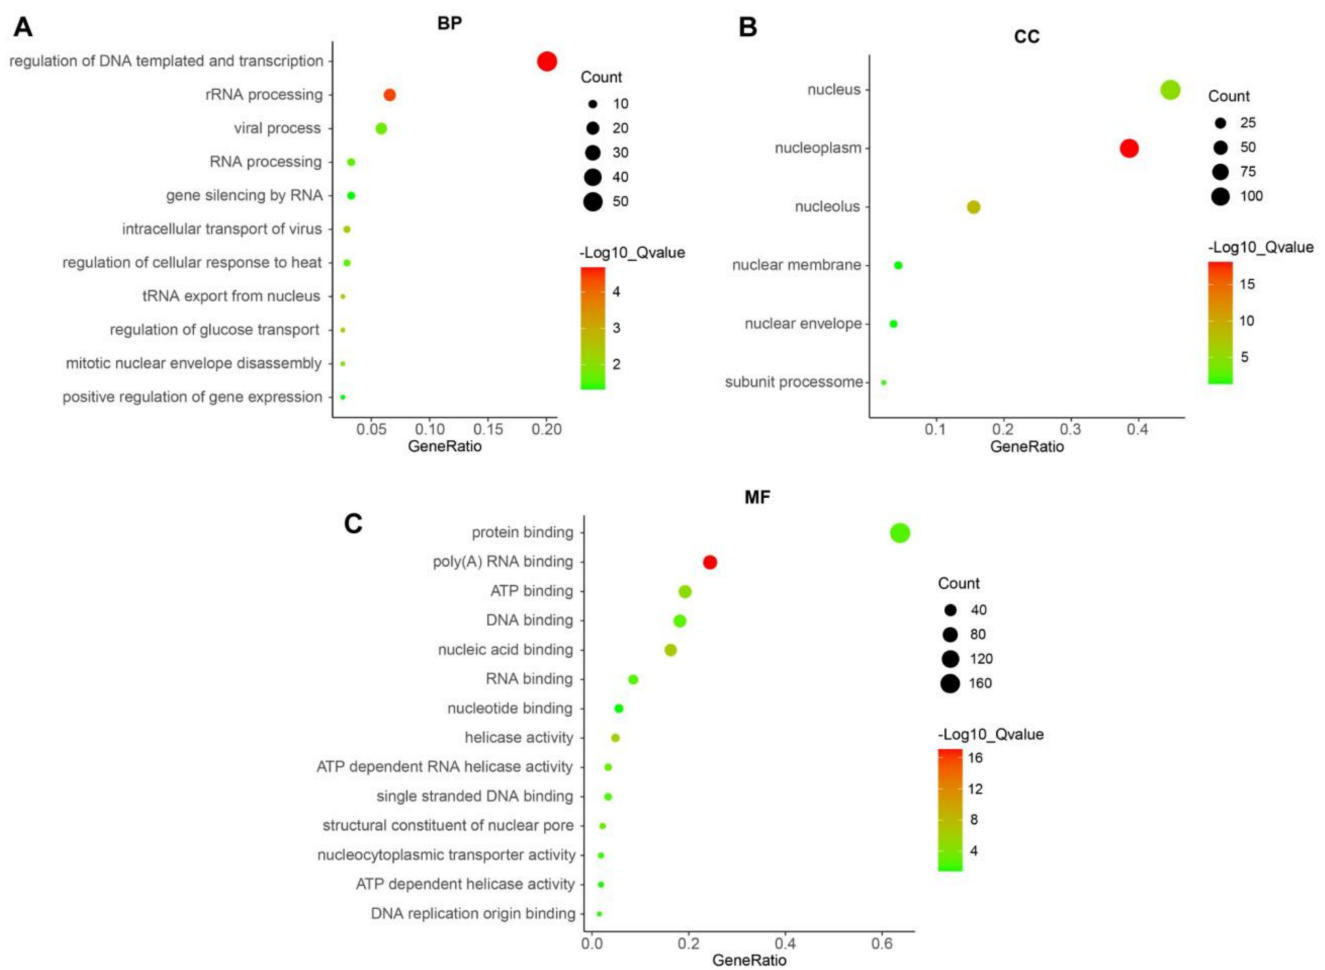 A
BP
regulation of DNA templated and transcription
rRNA processing
viral process
RNA processing
gene silencing by RNA
intracellular transport of virus
regulation of cellular response to heat
tRNA export from nucleus
regulation of glucose transport
mitotic nuclear envelope disassembly
positive regulation of gene expression
0.05 0.10 0.15 0.20
GeneRatio
Count
10
20
30
40
50
-Log10_Qvalue
4
3
2
B
CC
nucleus
nucleoplasm
nucleolus
nuclear membrane
nuclear envelope
subunit processome
0.1 0.2 0.3 0.4
GeneRatio
Count
25
50
75
100
-Log10_Qvalue
15
10
5
C
MF
protein binding
poly(A) RNA binding
ATP binding
DNA binding
nucleic acid binding
RNA binding
nucleotide binding
helicase activity
ATP dependent RNA helicase activity
single stranded DNA binding
structural constituent of nuclear pore
nucleocytoplasmic transporter activity
ATP dependent helicase activity
DNA replication origin binding
0.0 0.2 0.4 0.6
GeneRatio
Count
40
80
120
160
-Log10_Qvalue
16
12
8
4